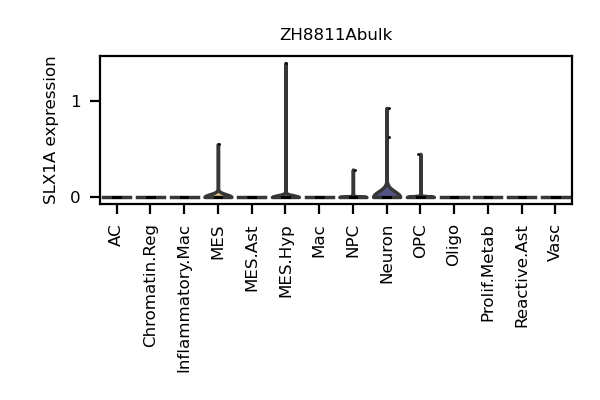 ZH8811Abulk
SLX1A expression
1
0
AC
Chromatin.Reg
Inflammatory.Mac
MES
MES.Ast
MES.Hyp
Mac
NPC
Neuron
OPC
Oligo
Prolif.Metab
Reactive.Ast
Vasc